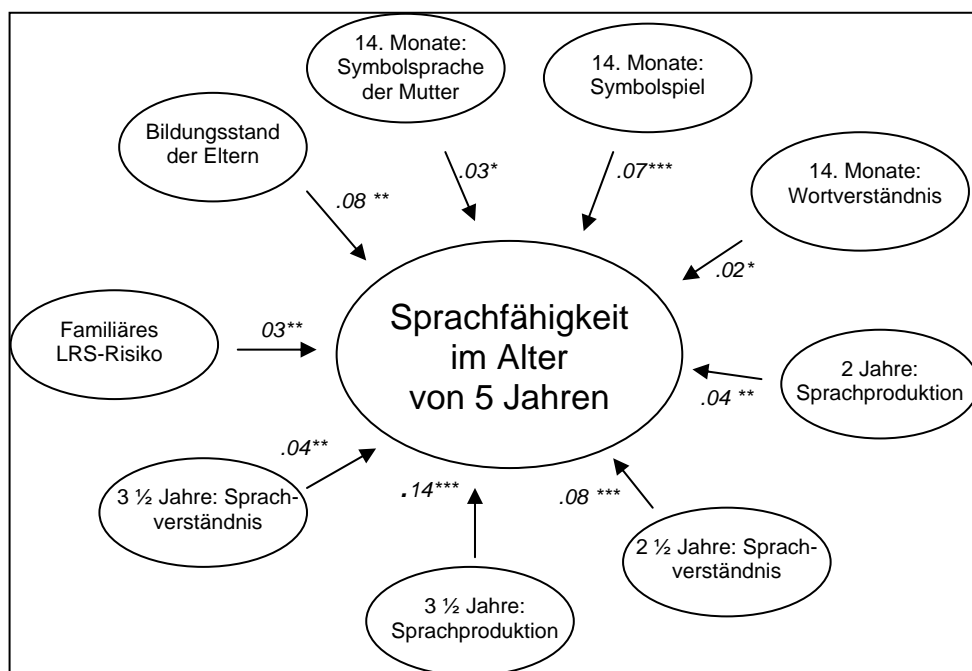 14. Monate:
Symbolsprache
der Mutter
14. Monate:
Symbolspiel
Bildungsstand
der Eltern
14. Monate:
Wortverständnis
.08 **
.03*
.07***
.02*
Sprachfähigkeit
im Alter
von 5 Jahren
Familiäres
LRS-Risiko
03**
2 Jahre:
Sprachproduktion
.04 **
.04**
3 ½ Jahre: Sprach-
verständnis
.14***
.08 ***
2 ½ Jahre: Sprach-
verständnis
3 ½ Jahre:
Sprachproduktion